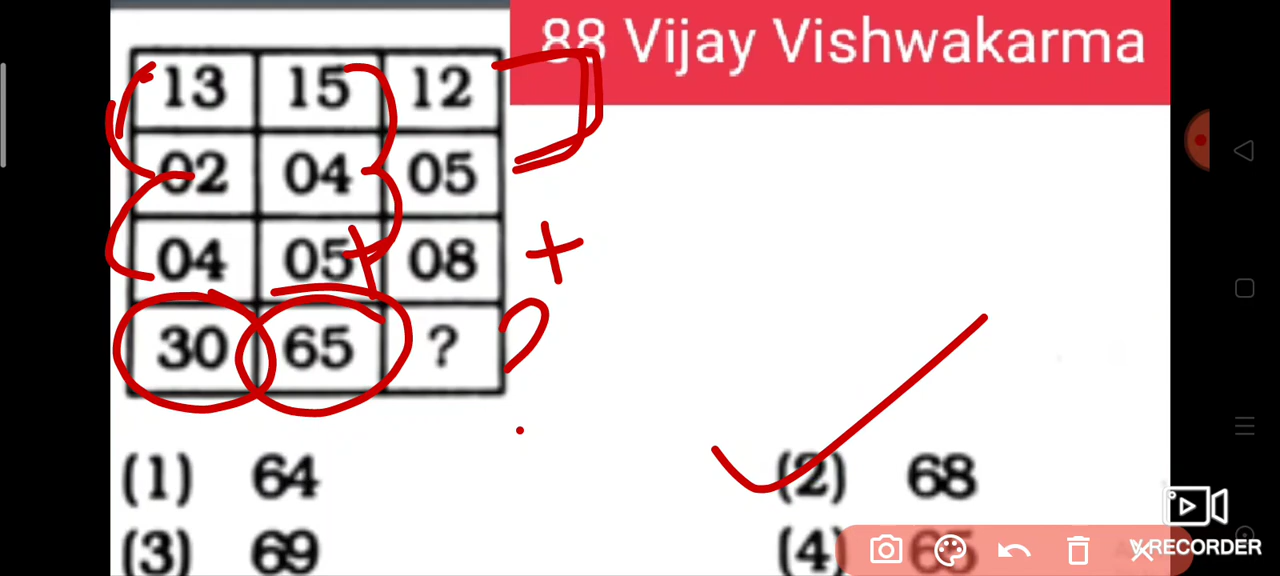 88 Vijay Vishwakarma
13 15 12
02 04 05
04 05 08
30 65 ?
(1) 64
(2) 68
(3) 69
(4) 65
V RECORDER